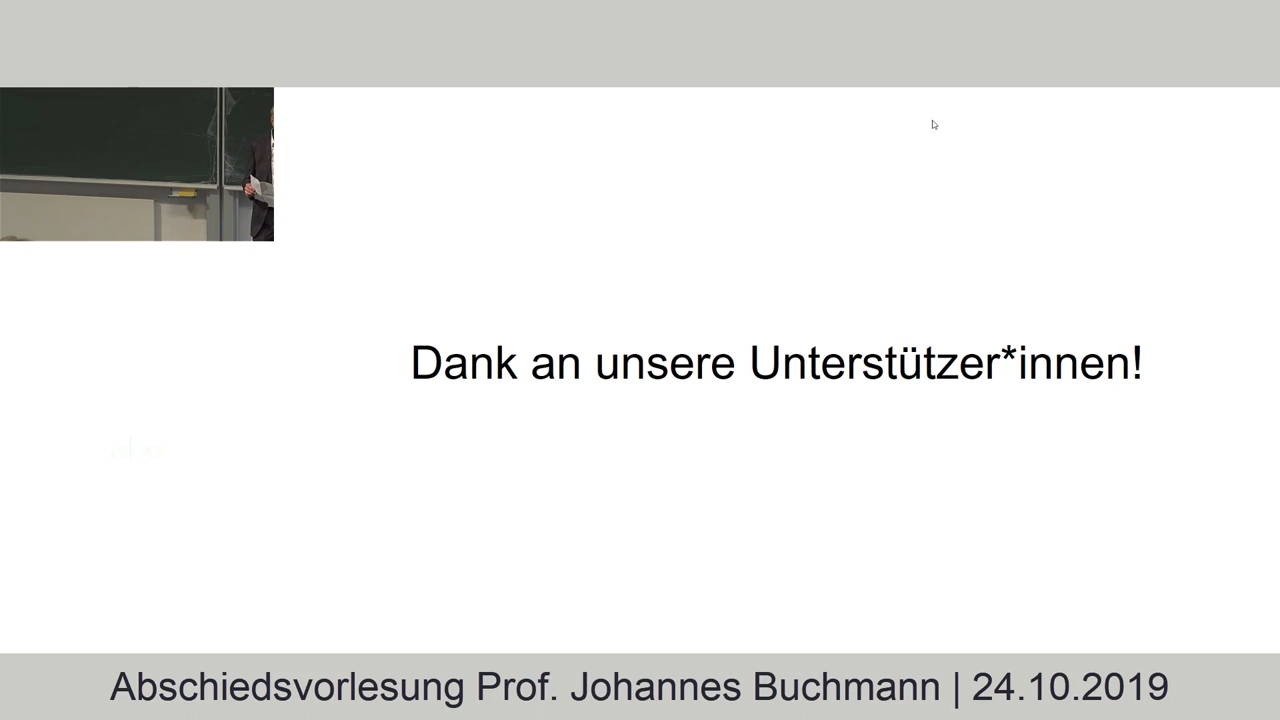 Dank an unsere Unterstützer*innen!
Abschiedsvorlesung Prof. Johannes Buchmann | 24.10.2019